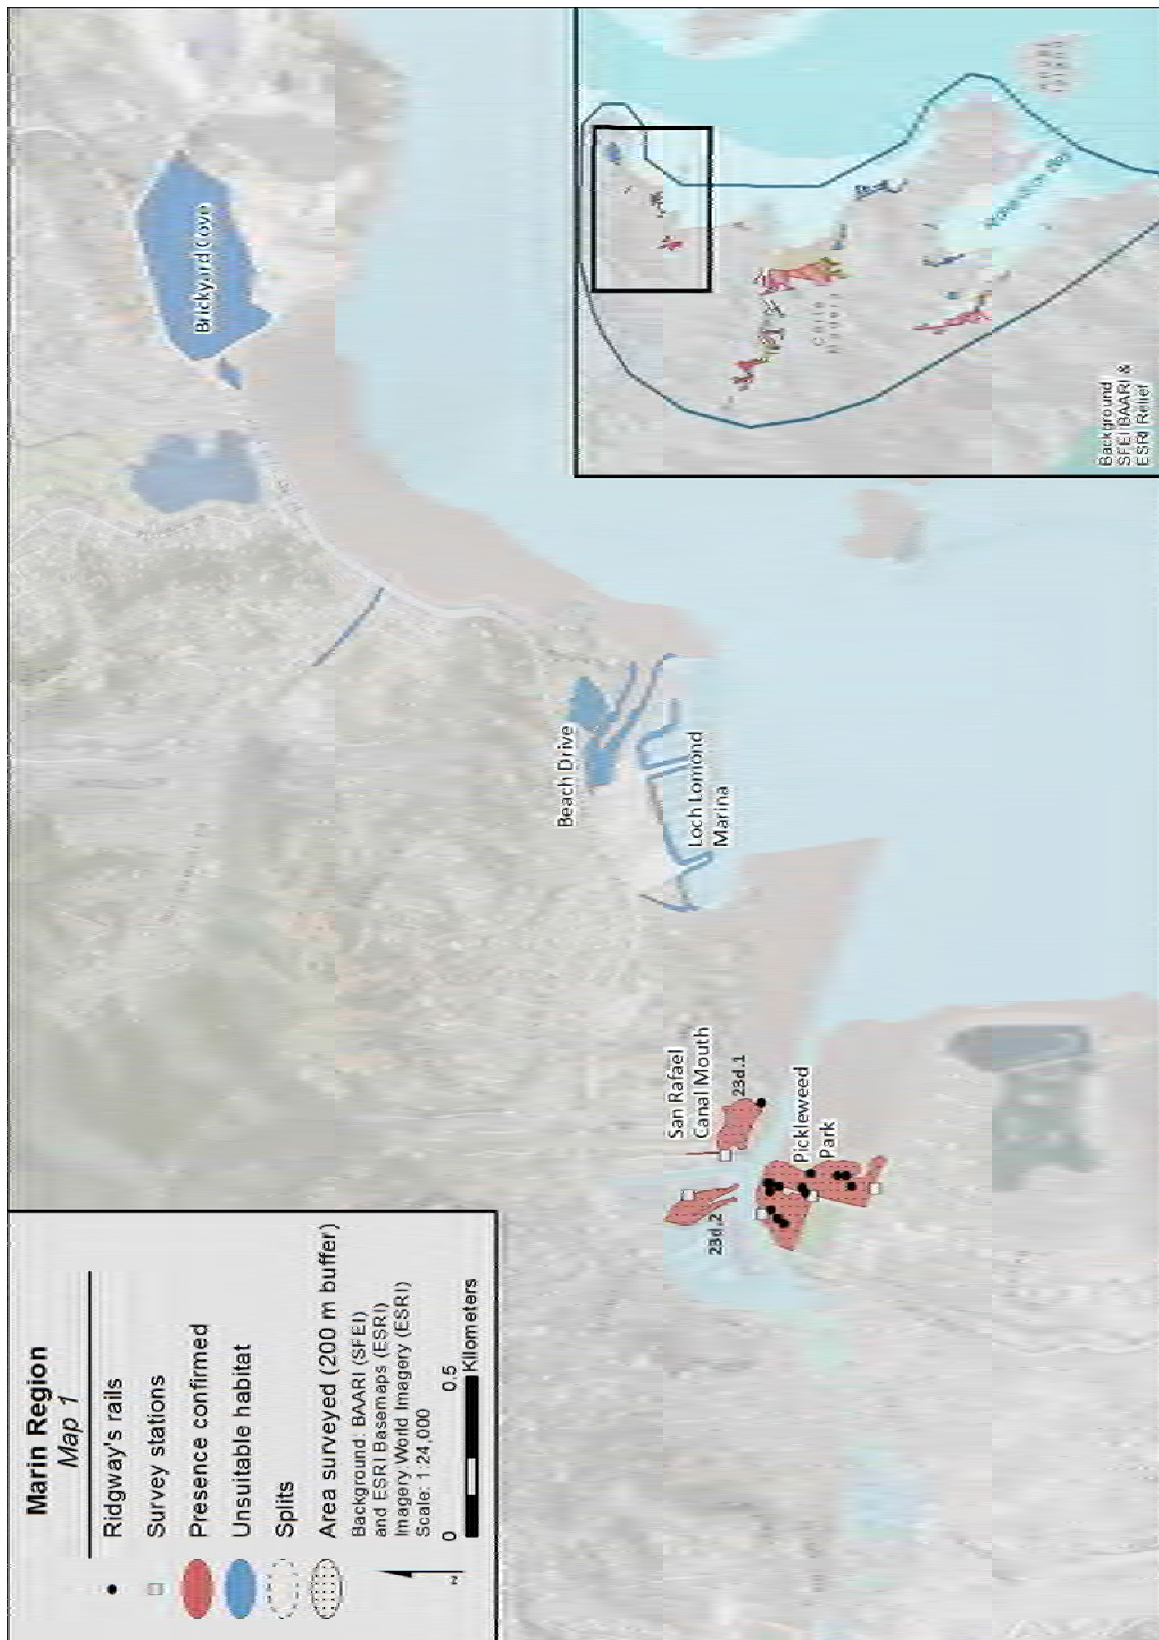 Marin Region
Map 1
Ridgway's rails
Survey stations
Presence confirmed
Unsuitable habitat
Splits
Area surveyed (200 m buffer)
Background: BAARI (SFEI)
and ESRI Basemaps (ESRI)
Imagery:World Imagery (ESRI)
Scale: 1:24,000
0 0.5
Kilometers
N
San Rafael
Canal Mouth
23d.1
23d.2
Pickleweed
Park
Beach Drive
Loch Lomond
Marina
Brickyard Cove
Corte
Madera
Background
SFEI BAARI &
ESRI Relief